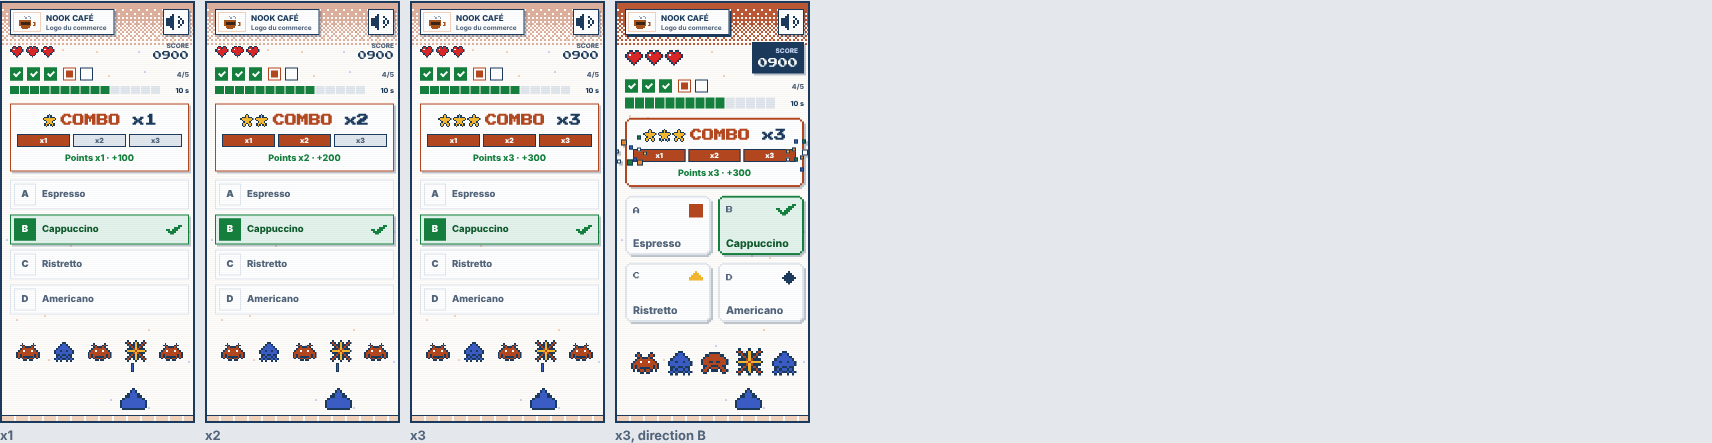 NOOK CAFÉ
Logo du commerce
SCORE
0900
4/5
10 s
COMBO x1
x1 x2 x3
Points x1 · +100
A Espresso
B Cappuccino
C Ristretto
D Americano
x1
NOOK CAFÉ
Logo du commerce
SCORE
0900
4/5
10 s
COMBO x2
x1 x2 x3
Points x2 · +200
A Espresso
B Cappuccino
C Ristretto
D Americano
x2
NOOK CAFÉ
Logo du commerce
SCORE
0900
4/5
10 s
COMBO x3
x1 x2 x3
Points x3 · +300
A Espresso
B Cappuccino
C Ristretto
D Americano
x3
NOOK CAFÉ
Logo du commerce
SCORE
0900
4/5
10 s
COMBO x3
x1 x2 x3
Points x3 · +300
A
Espresso
B
Cappuccino
C
Ristretto
D
Americano
x3, direction B